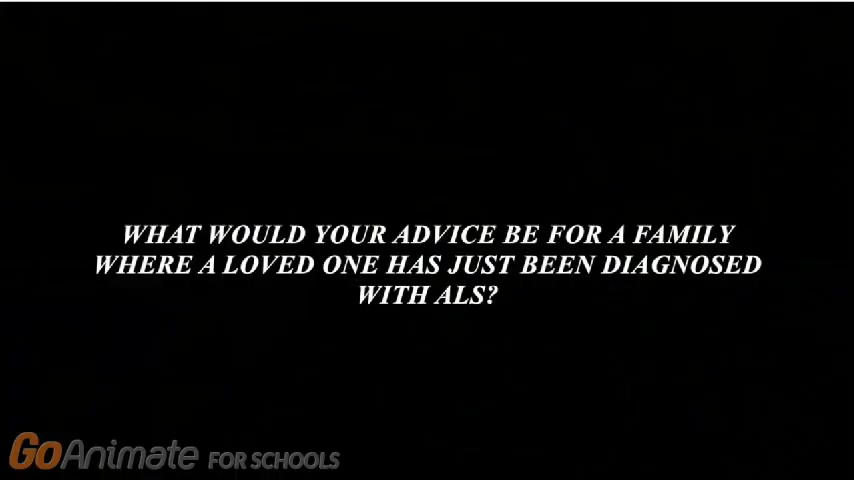 WHAT WOULD YOUR ADVICE BE FOR A FAMILY
WHERE A LOVED ONE HAS JUST BEEN DIAGNOSED
WITH ALS?
GoAnimate FOR SCHOOLS